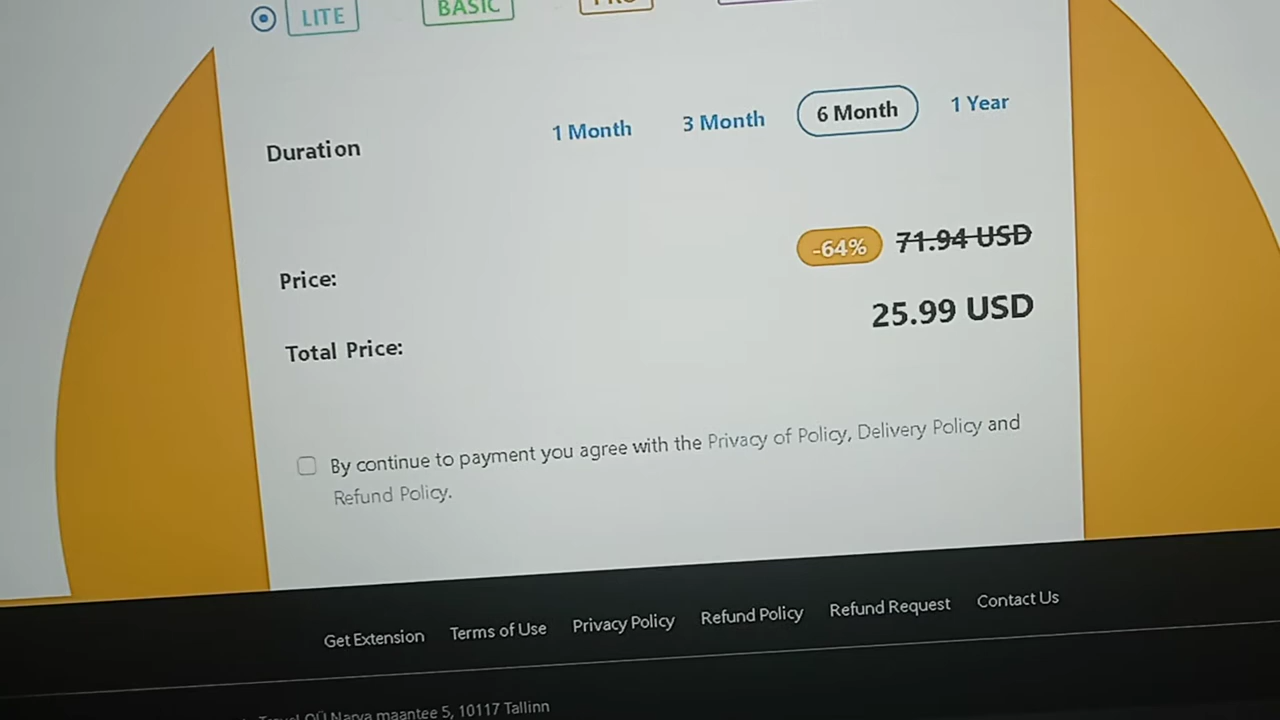 LITE BASIC PRO
Duration 1 Month 3 Month 6 Month 1 Year
Price: -64% 71.94 USD
Total Price: 25.99 USD
By continue to payment you agree with the Privacy of Policy, Delivery Policy and
Refund Policy.
Get Extension Terms of Use Privacy Policy Refund Policy Refund Request Contact Us
OÜ Narva maantee 5, 10117 Tallinn